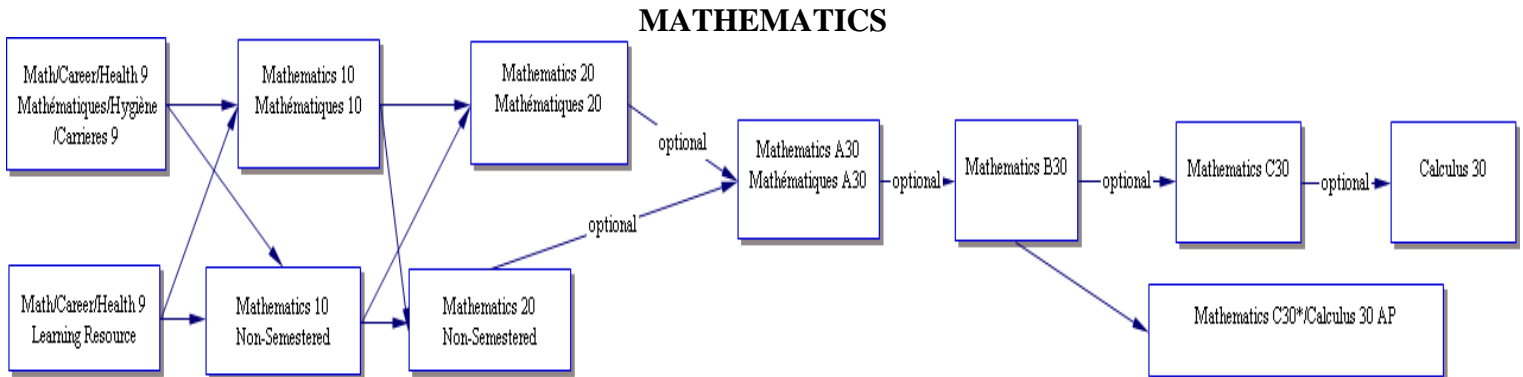 MATHEMATICS
Math/Career/Health 9
Mathématiques/Hygiène
/Carrieres 9
Mathematics 10
Mathématiques 10
Mathematics 20
Mathématiques 20
optional
Mathematics A30
Mathématiques A30
optional
Mathematics B30
optional
Mathematics C30
optional
Calculus 30
optional
Math/Career/Health 9
Learning Resource
Mathematics 10
Non-Semestered
Mathematics 20
Non-Semestered
Mathematics C30*/Calculus 30 AP